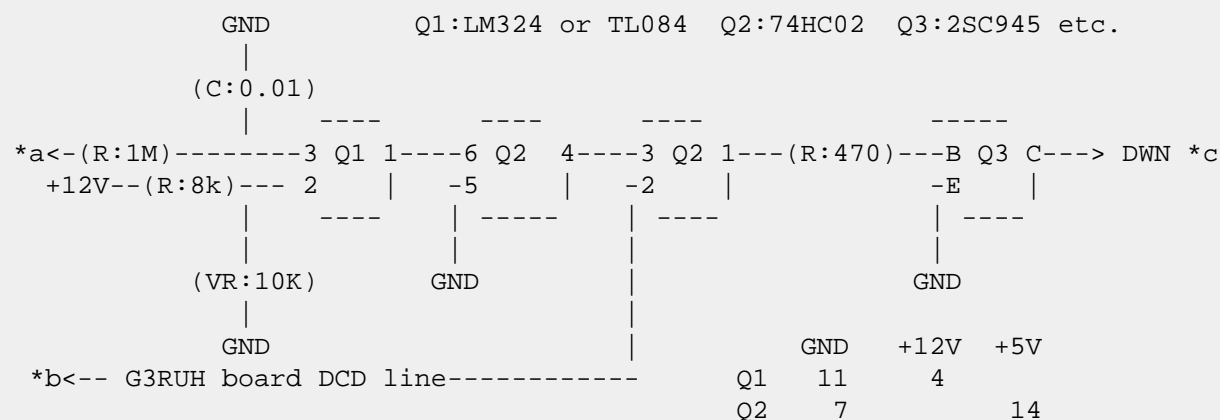 GND           Q1:LM324 or TL084  Q2:74HC02  Q3:2SC945 etc.
               |
           (C:0.01)
               |    ----       ----       ----               -----
*a<-(R:1M)--------3 Q1 1----6 Q2  4----3 Q2 1---(R:470)---B Q3 C---> DWN *c
  +12V--(R:8k)--- 2     |    -5      |    -2      |             -E     |
               |    ----    | -----      | ----              | ----
               |            |            |                   |
           (VR:10K)        GND           |                  GND
               |                         |
              GND                        |          GND   +12V  +5V
 *b<-- G3RUH board DCD line------------      Q1   11     4
                                             Q2   7            14